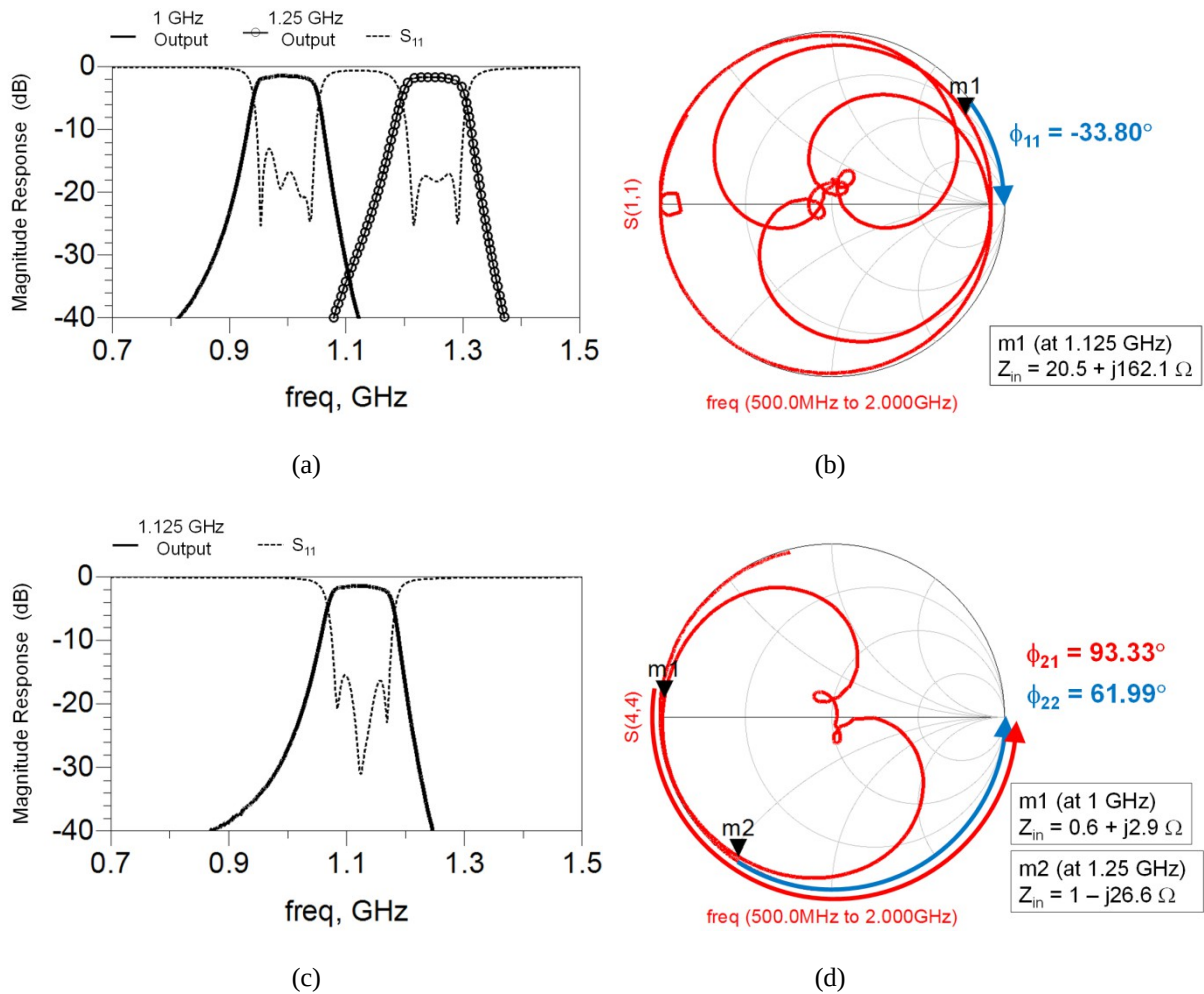 1 GHz Output
1.25 GHz Output
S₁₁
Magnitude Response (dB)
0
-10
-20
-30
-40
0.7
0.9
1.1
1.3
1.5
freq, GHz
(a)
m1
ϕ₁₁ = -33.80°
S(1,1)
m1 (at 1.125 GHz)
Zᵢₙ = 20.5 + j162.1 Ω
freq (500.0MHz to 2.000GHz)
(b)
1.125 GHz Output
S₁₁
Magnitude Response (dB)
0
-10
-20
-30
-40
0.7
0.9
1.1
1.3
1.5
freq, GHz
(c)
m1
m2
ϕ₂₁ = 93.33°
ϕ₂₂ = 61.99°
S(4,4)
m1 (at 1 GHz)
Zᵢₙ = 0.6 + j2.9 Ω
m2 (at 1.25 GHz)
Zᵢₙ = 1 – j26.6 Ω
freq (500.0MHz to 2.000GHz)
(d)